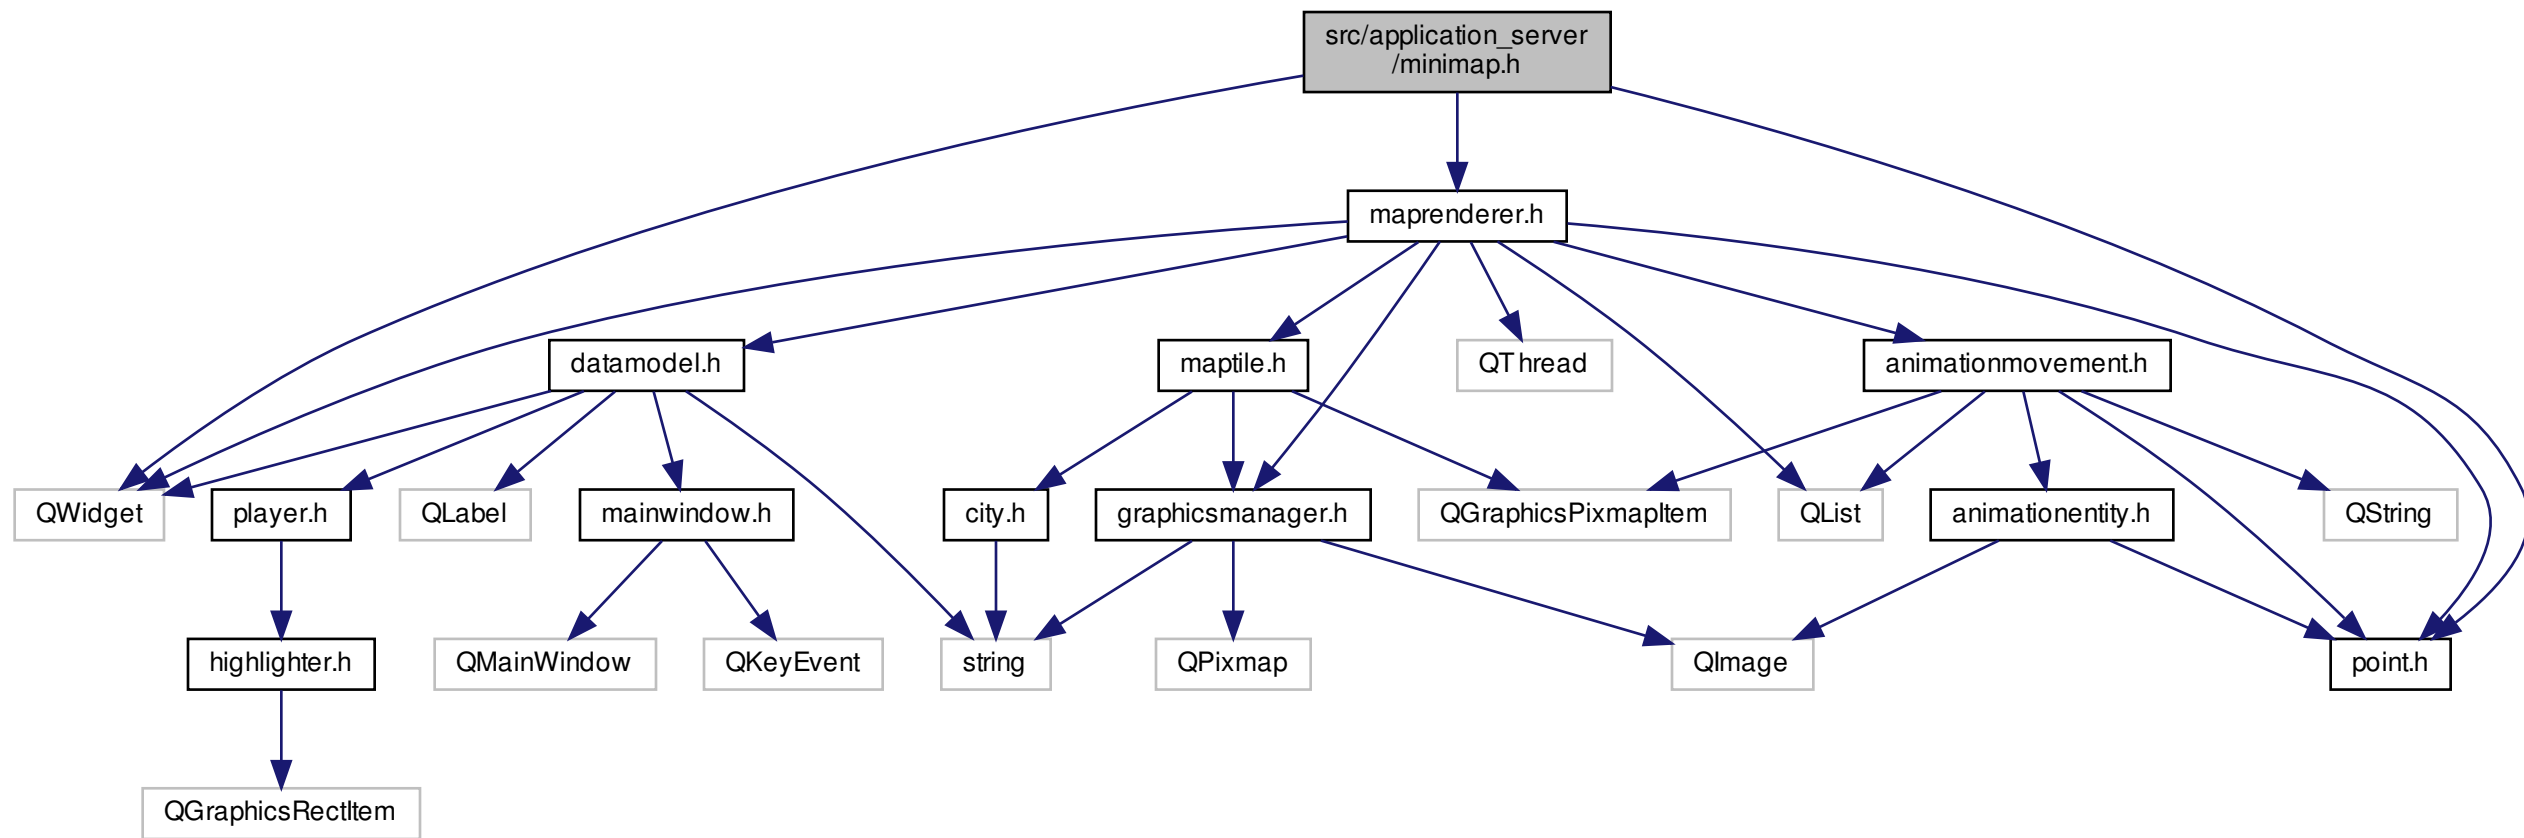 src/application_server
/minimap.h
maprenderer.h
datamodel.h
maptile.h
QThread
animationmovement.h
QWidget
player.h
QLabel
mainwindow.h
city.h
graphicsmanager.h
QGraphicsPixmapItem
QList
animationentity.h
QString
highlighter.h
QMainWindow
QKeyEvent
string
QPixmap
QImage
point.h
QGraphicsRectItem